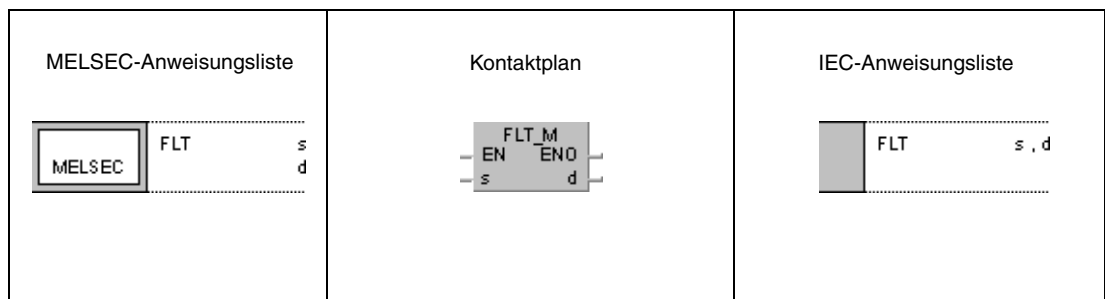 MELSEC-Anweisungsliste
MELSEC
FLT s
d
Kontaktplan
FLT_M
EN ENO
s d
IEC-Anweisungsliste
FLT s , d